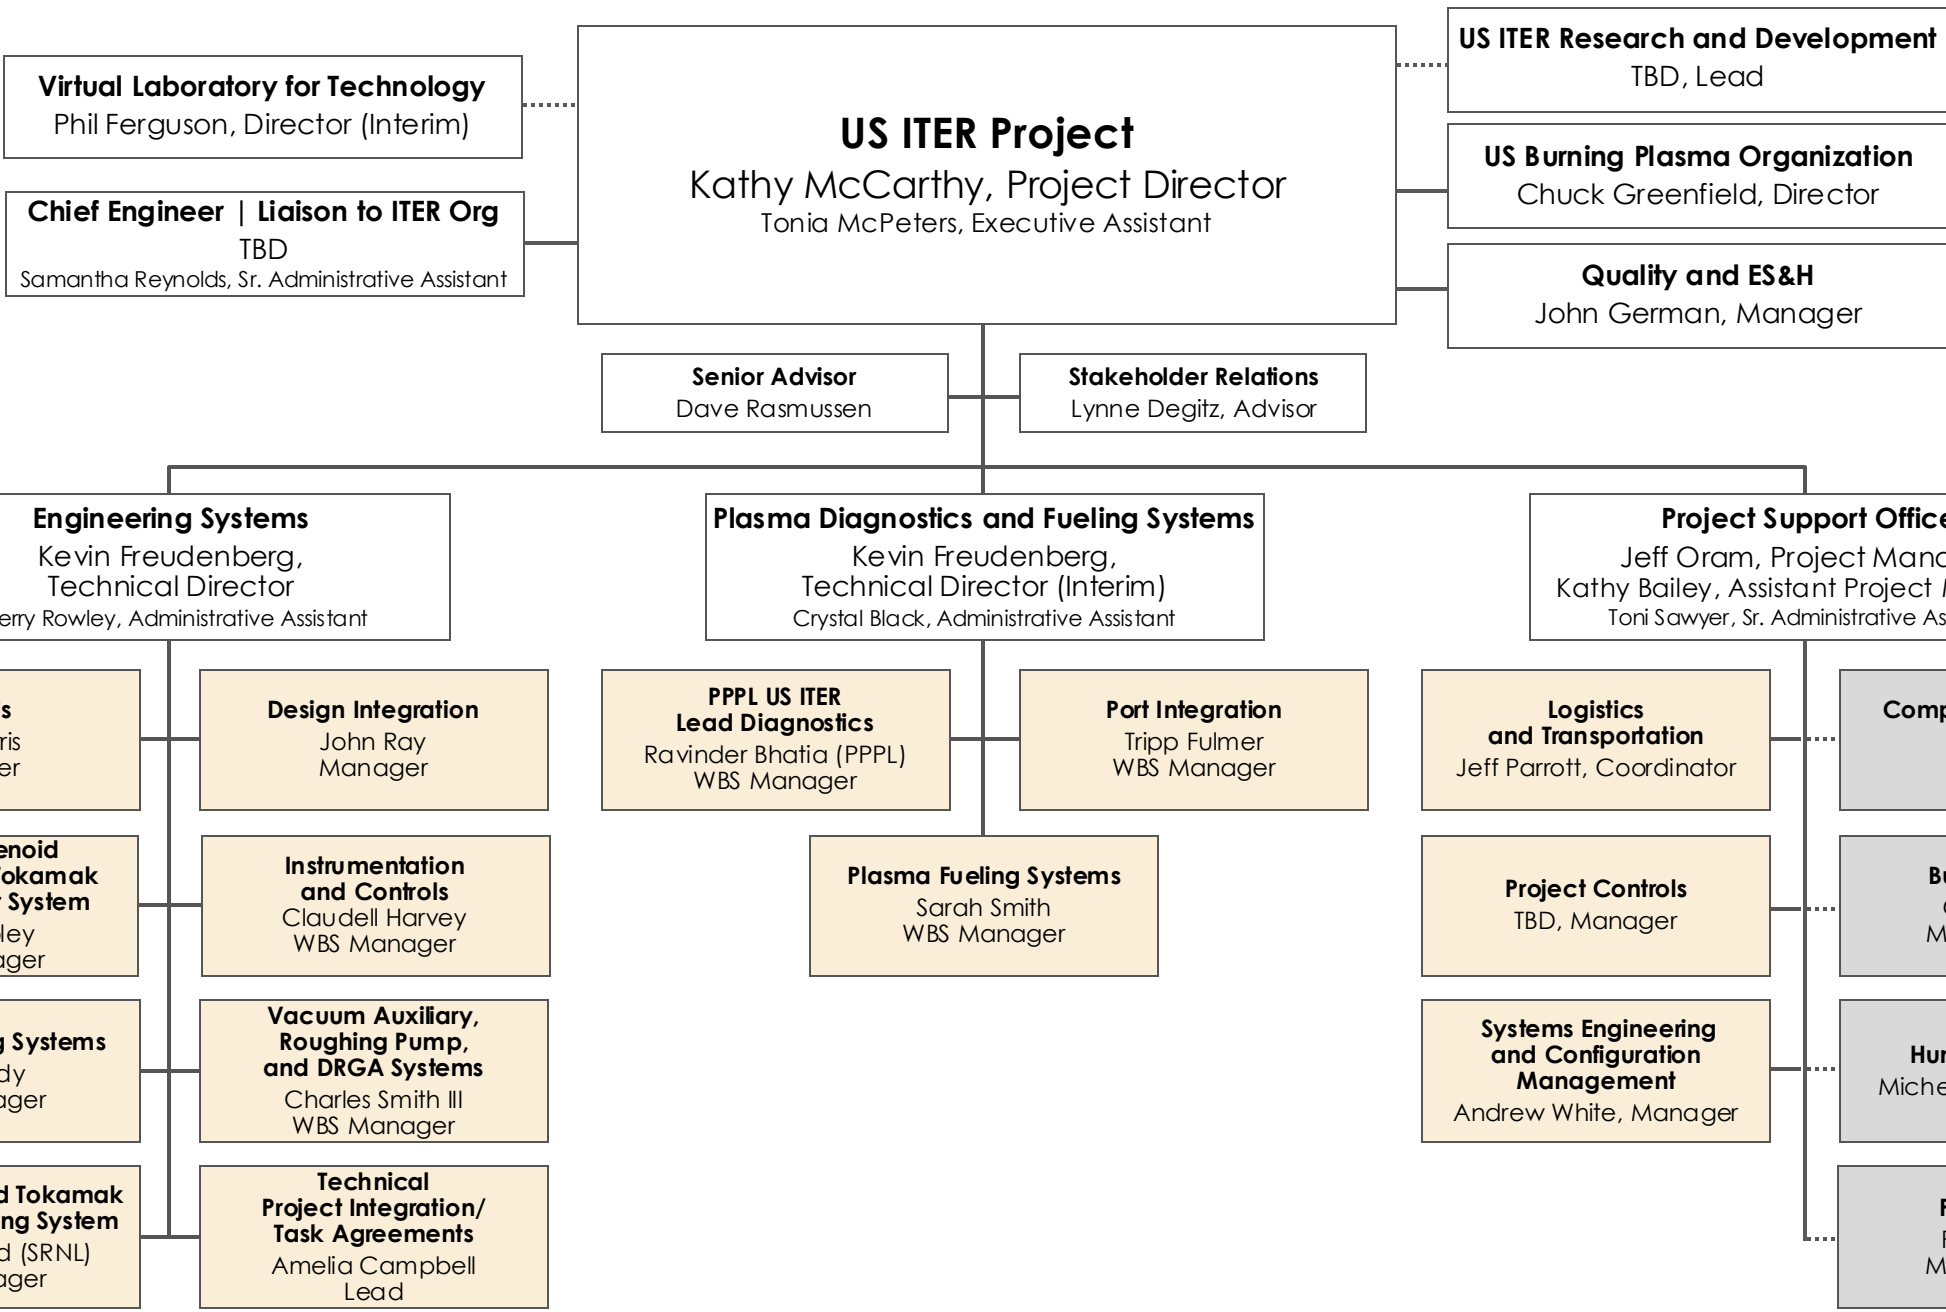 Virtual Laboratory for Technology
Phil Ferguson, Director (Interim)
Chief Engineer | Liaison to ITER Org
TBD
Samantha Reynolds, Sr. Administrative Assistant
US ITER Project
Kathy McCarthy, Project Director
Tonia McPeters, Executive Assistant
US ITER Research and Development
TBD, Lead
US Burning Plasma Organization
Chuck Greenfield, Director
Quality and ES&H
John German, Manager
Senior Advisor
Dave Rasmussen
Stakeholder Relations
Lynne Degitz, Advisor
Engineering Systems
Kevin Freudenberg,
Technical Director
Rowley, Administrative Assistant
Design Integration
John Ray
Manager
System
Instrumentation
and Controls
Claudell Harvey
WBS Manager
Systems
Vacuum Auxiliary,
Roughing Pump,
and DRGA Systems
Charles Smith III
WBS Manager
Tokamak
System
(SRNL)
Technical
Project Integration/
Task Agreements
Amelia Campbell
Lead
Plasma Diagnostics and Fueling Systems
Kevin Freudenberg,
Technical Director (Interim)
Crystal Black, Administrative Assistant
PPPL US ITER
Lead Diagnostics
Ravinder Bhatia (PPPL)
WBS Manager
Port Integration
Tripp Fulmer
WBS Manager
Plasma Fueling Systems
Sarah Smith
WBS Manager
Project Support Office
Jeff Oram, Project
Kathy Bailey, Assistant Project
Toni Sawyer, Sr. Administrative
Logistics
and Transportation
Jeff Parrott, Coordinator
Project Controls
TBD, Manager
Systems Engineering
and Configuration
Management
Andrew White, Manager